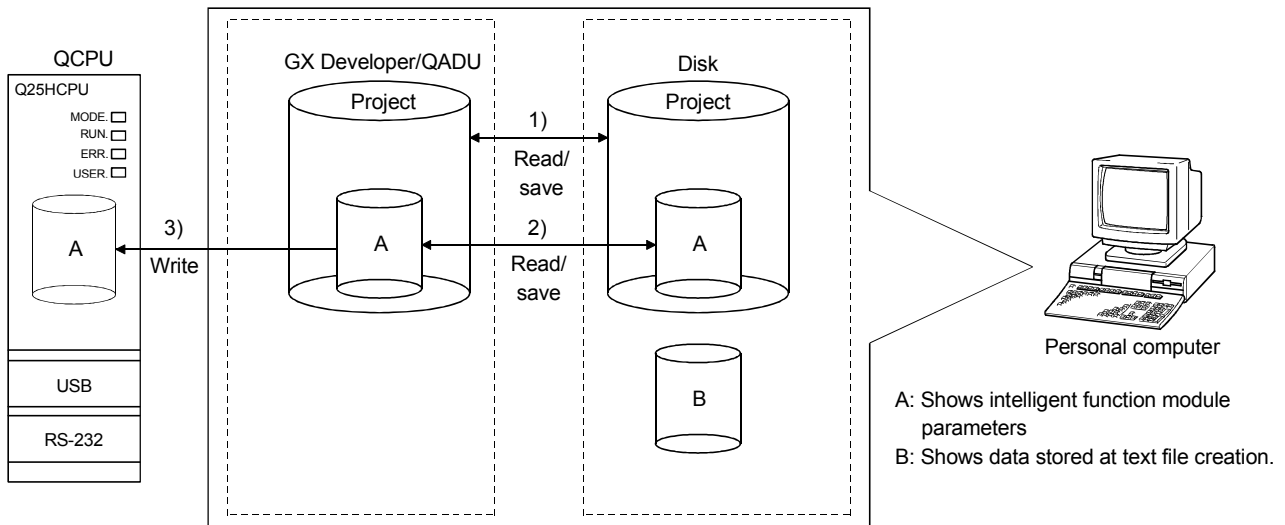 QCPU
Q25HCPU
MODE.
RUN.
ERR.
USER.
A
USB
RS-232
3)
Write
GX Developer/QADU
Project
A
1)
Read/
save
2)
Read/
save
Disk
Project
A
B
Personal computer
A: Shows intelligent function module
parameters
B: Shows data stored at text file creation.